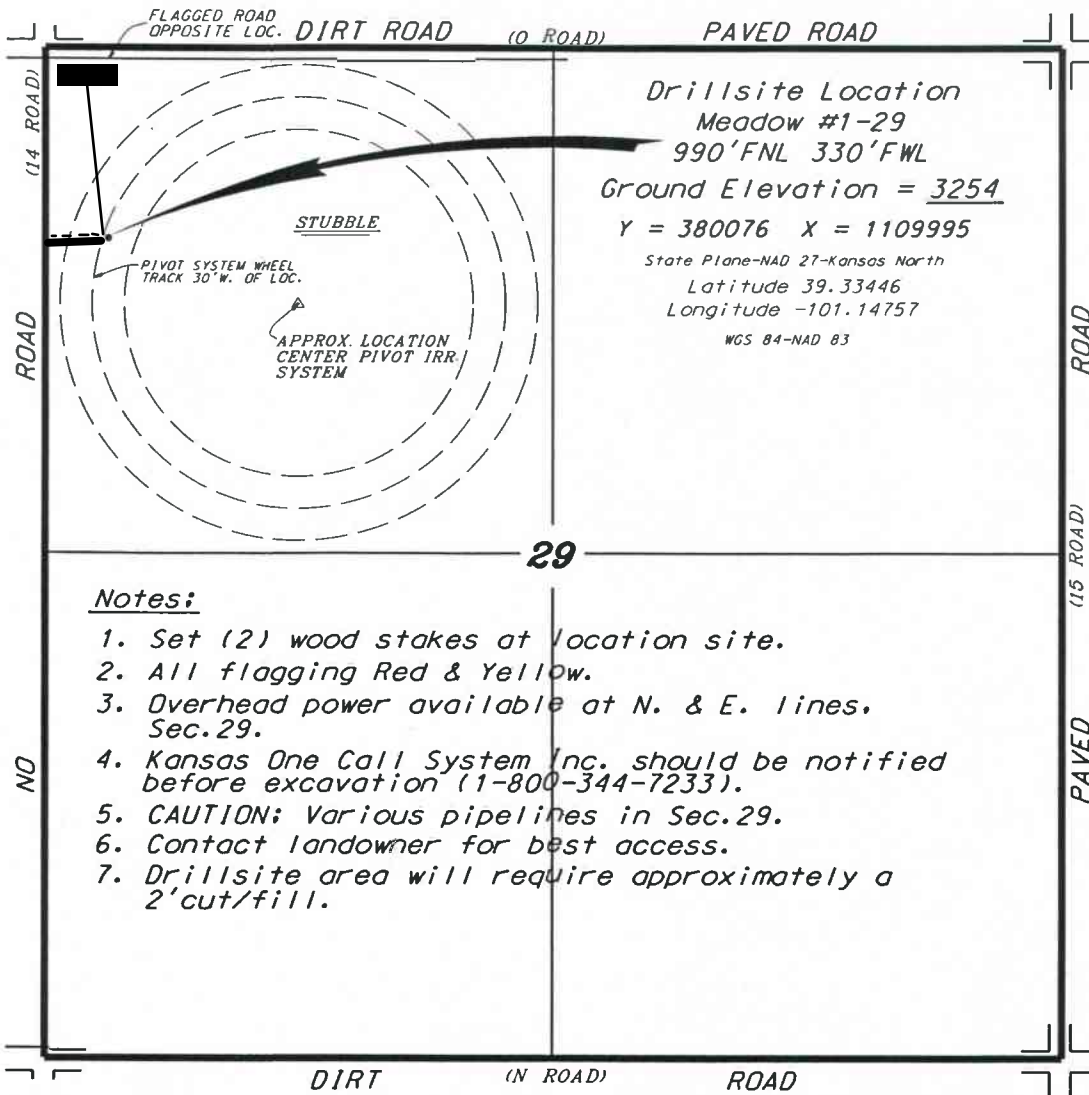 FLAGGED ROAD
OPPOSITE LOC.
DIRT ROAD
(O ROAD)
PAVED ROAD
(14 ROAD)
Drillsite Location
Meadow #1-29
990'FNL 330'FWL
Ground Elevation = 3254
Y = 380076 X = 1109995
State Plane-NAD 27-Kansas North
Latitude 39.33446
Longitude -101.14757
WGS 84-NAD 83
STUBBLE
PIVOT SYSTEM WHEEL
TRACK 30'W. OF LOC.
APPROX. LOCATION
CENTER PIVOT IRR
SYSTEM
ROAD
ROAD
(15 ROAD)
29
Notes:
1. Set (2) wood stakes at location site.
2. All flagging Red & Yellow.
3. Overhead power available at N. & E. lines.
Sec.29.
4. Kansas One Call System Inc. should be notified
before excavation (1-800-344-7233).
5. CAUTION: Various pipelines in Sec.29.
6. Contact landowner for best access.
7. Drillsite area will require approximately a
2'cut/fill.
NO
PAVED
DIRT
(N ROAD)
ROAD